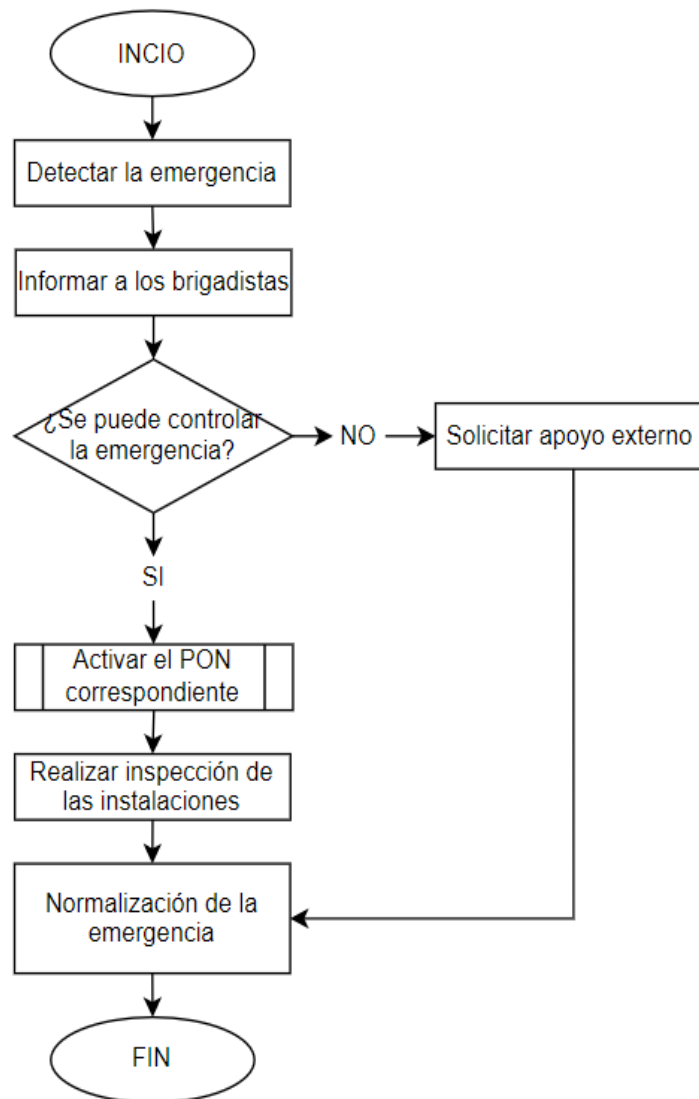 INCIO
Detectar la emergencia
Informar a los brigadistas
¿Se puede controlar
la emergencia?
NO
Solicitar apoyo externo
SI
Activar el PON
correspondiente
Realizar inspección de
las instalaciones
Normalización de la
emergencia
FIN